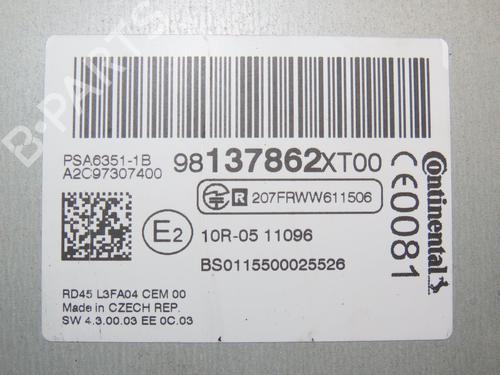 B-PARTS
PSA6351-1B
A2C97307400
98137862XT00
R 207FRWW611506
E2
10R-05 11096
BS0115500025526
RD45 L3FA04 CEM 00
Made in CZECH REP.
SW 4.3.00.03 EE 0C.03
Continental
CE0081